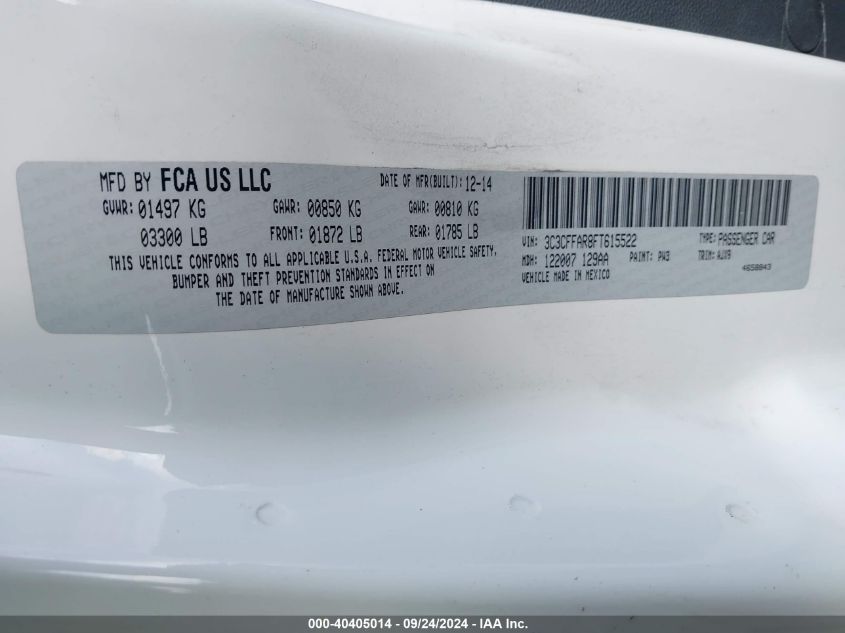 MFD BY FCA US LLC DATE OF MFR(BUILT): 12-14
GVWR: 01497 KG GAWR: 00850 KG GAWR: 00810 KG
03300 LB FRONT: 01872 LB REAR: 01785 LB
THIS VEHICLE CONFORMS TO ALL APPLICABLE U.S.A. FEDERAL MOTOR VEHICLE SAFETY,
BUMPER AND THEFT PREVENTION STANDARDS IN EFFECT ON
THE DATE OF MANUFACTURE SHOWN ABOVE.
VIN: 3C3CFFAR8FT615522 TYPE: PASSENGER CAR
MDH: 122007 129AA PAINT: PW3 TRIM: AUX9
VEHICLE MADE IN MEXICO 4658843
000-40405014 - 09/24/2024 - IAA Inc.